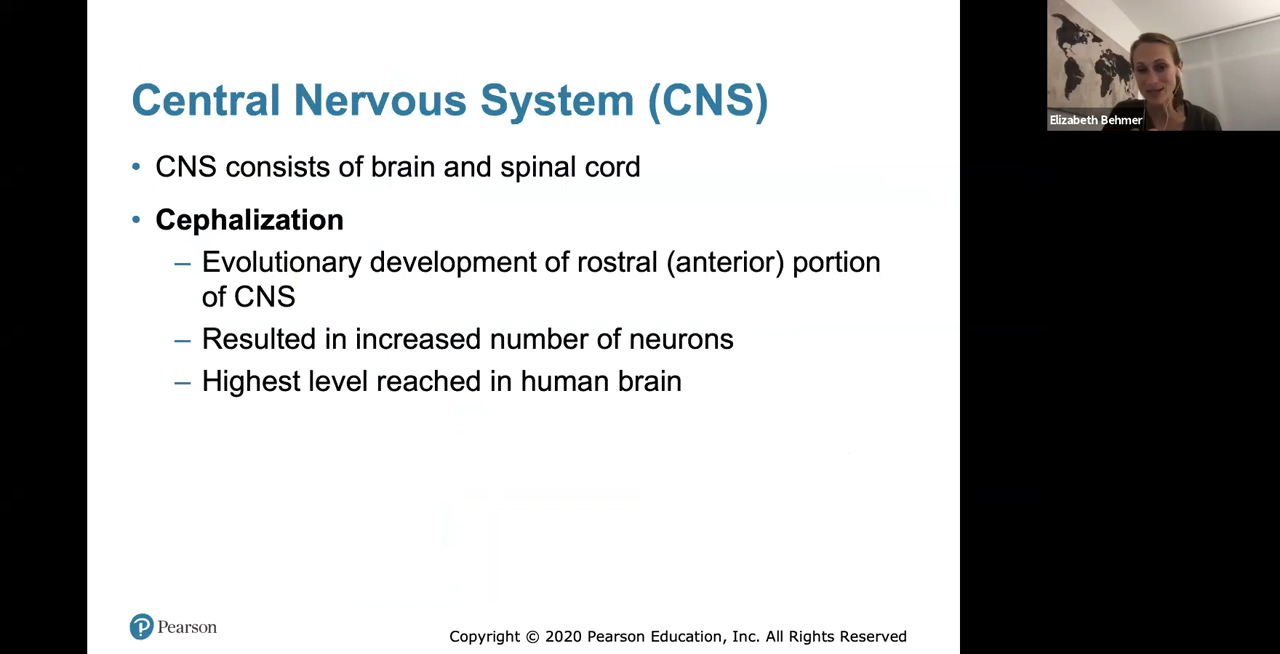 Central Nervous System (CNS)
• CNS consists of brain and spinal cord
• Cephalization
– Evolutionary development of rostral (anterior) portion
of CNS
– Resulted in increased number of neurons
– Highest level reached in human brain
Pearson
Copyright © 2020 Pearson Education, Inc. All Rights Reserved
Elizabeth Behmer